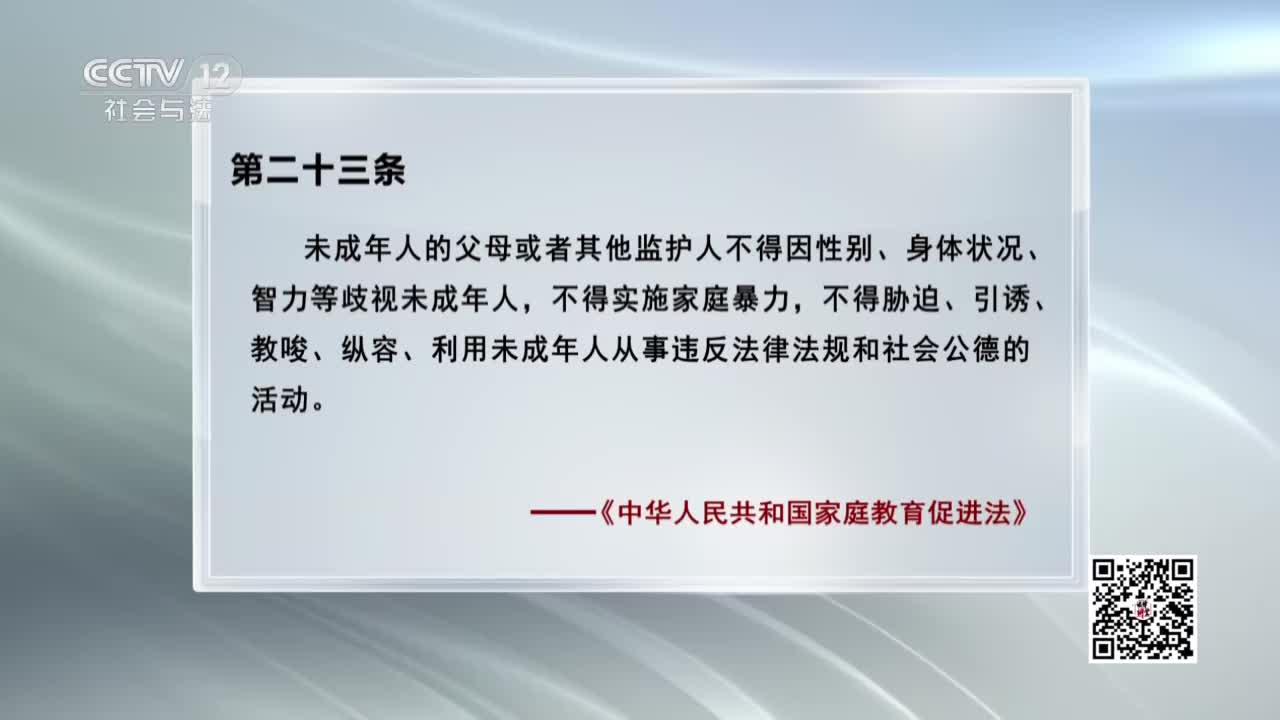 CCTV 12
社会与法
第二十三条
未成年人的父母或者其他监护人不得因性别、身体状况、
智力等歧视未成年人，不得实施家庭暴力，不得胁迫、引诱、
教唆、纵容、利用未成年人从事违反法律法规和社会公德的
活动。
——《中华人民共和国家庭教育促进法》